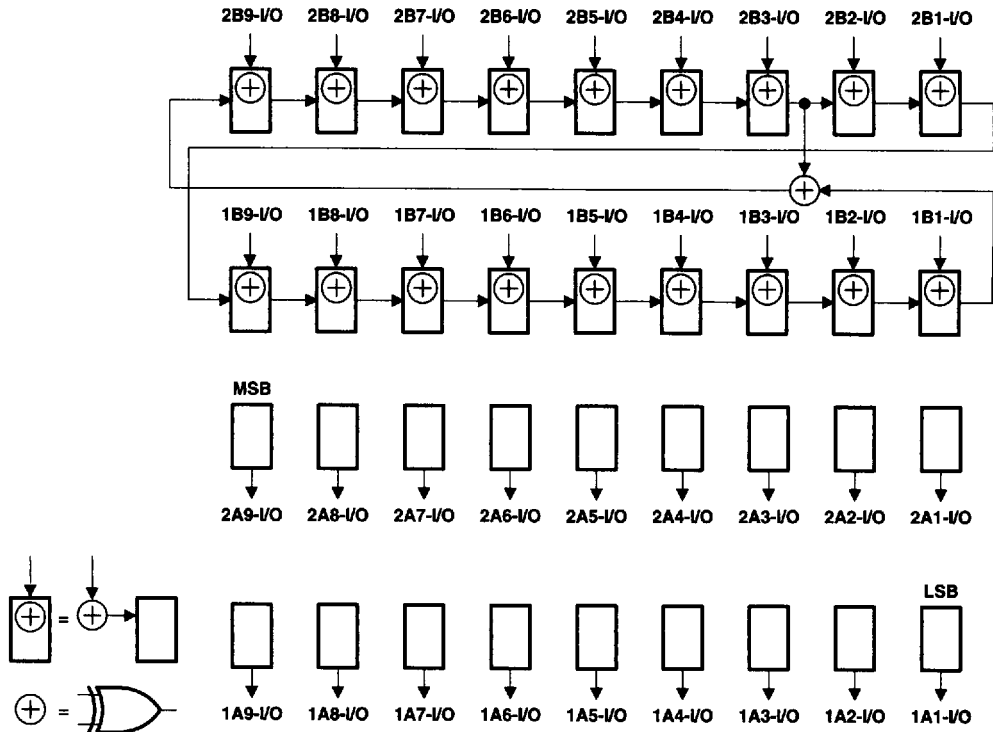 2B9-I/O 2B8-I/O 2B7-I/O 2B6-I/O 2B5-I/O 2B4-I/O 2B3-I/O 2B2-I/O 2B1-I/O
1B9-I/O 1B8-I/O 1B7-I/O 1B6-I/O 1B5-I/O 1B4-I/O 1B3-I/O 1B2-I/O 1B1-I/O
MSB
2A9-I/O 2A8-I/O 2A7-I/O 2A6-I/O 2A5-I/O 2A4-I/O 2A3-I/O 2A2-I/O 2A1-I/O
LSB
=
=
1A9-I/O 1A8-I/O 1A7-I/O 1A6-I/O 1A5-I/O 1A4-I/O 1A3-I/O 1A2-I/O 1A1-I/O